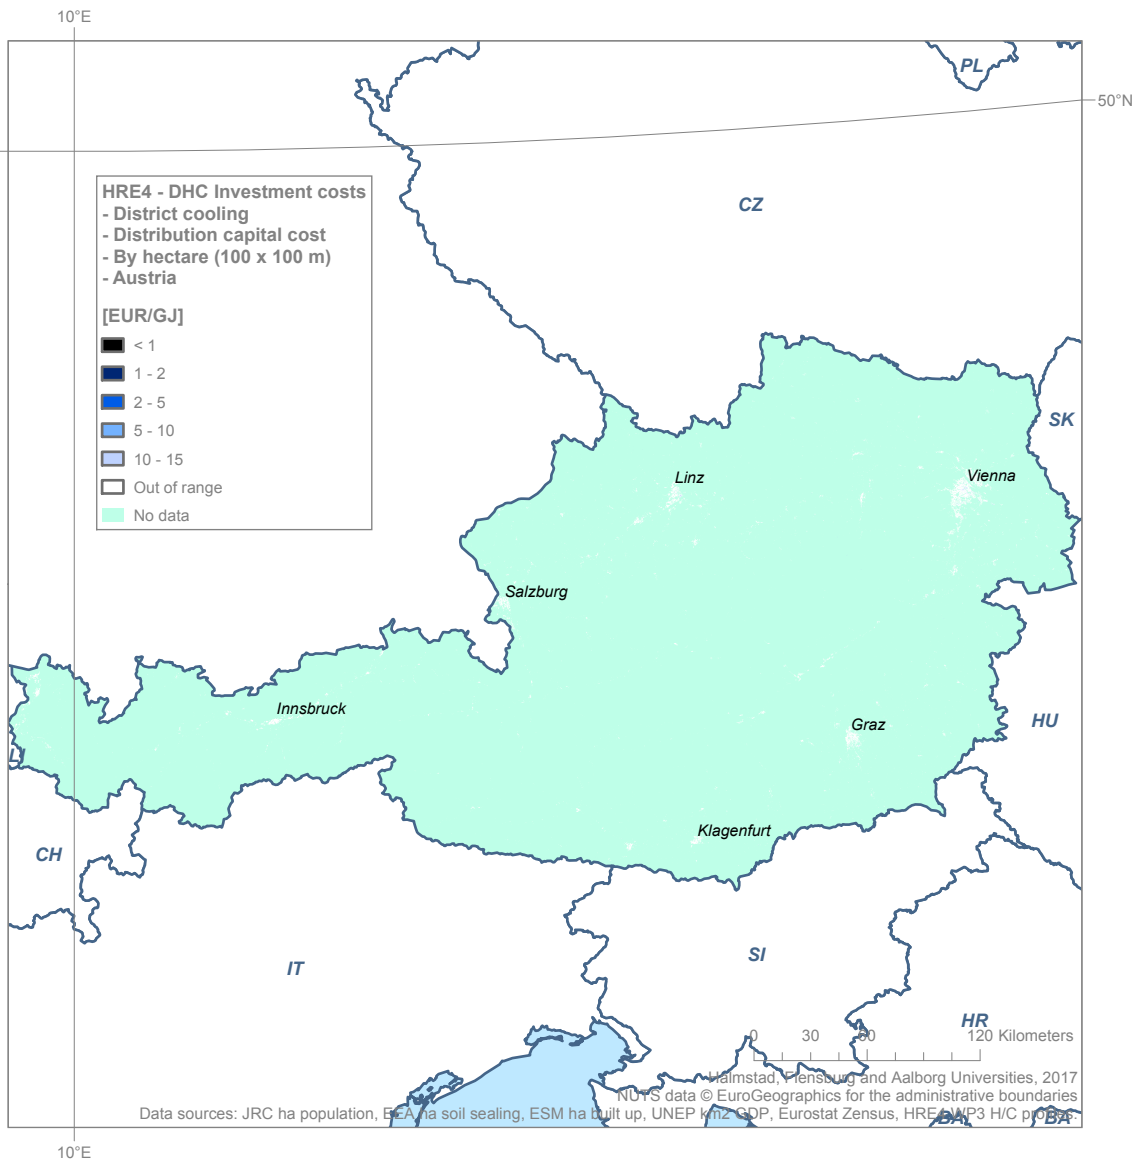 10°E
PL
50°N
HRE4 - DHC Investment costs
- District cooling
- Distribution capital cost
- By hectare (100 x 100 m)
- Austria
[EUR/GJ]
< 1
1 - 2
2 - 5
5 - 10
10 - 15
Out of range
No data
CZ
SK
Linz
Vienna
Salzburg
Innsbruck
Graz
HU
LI
Klagenfurt
CH
IT
SI
HR
0 30 60 120 Kilometers
Halmstad, Flensburg and Aalborg Universities, 2017
NUTS data © EuroGeographics for the administrative boundaries
Data sources: JRC ha population, EEA ha soil sealing, ESM ha built up, UNEP km2 GDP, Eurostat Zensus, HRE4 WP3 H/C profiles.
BA
BA
10°E